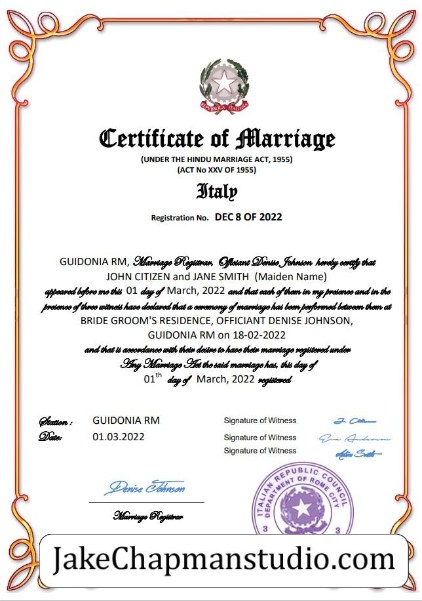 Certificate of Marriage
(UNDER THE HINDU MARRIAGE ACT, 1955)
(ACT No XXV OF 1955)
Italy
Registration No. DEC 8 OF 2022
GUIDONIA RM, Marriage Registrar, Officiant Denise Johnson hereby certify that
JOHN CITIZEN and JANE SMITH (Maiden Name)
appeared before me this 01 day of March, 2022 and that each of them in my presence and in the
presence of three witness have declared that a ceremony of marriage has been performed between them at
BRIDE GROOM'S RESIDENCE, OFFICIANT DENISE JOHNSON,
GUIDONIA RM on 18-02-2022
and that is accordance with their desire to have their marriage registered under
Any Marriage Act the said marriage has, this day of
01th day of March, 2022 registered
Station : GUIDONIA RM
Date: 01.03.2022
Signature of Witness
Signature of Witness
Signature of Witness
Denise Johnson
Marriage Registrar
ITALIAN REPUBLIC COUNCIL
DEPARTMENT OF ROME CITY
3 3
JakeChapmanstudio.com